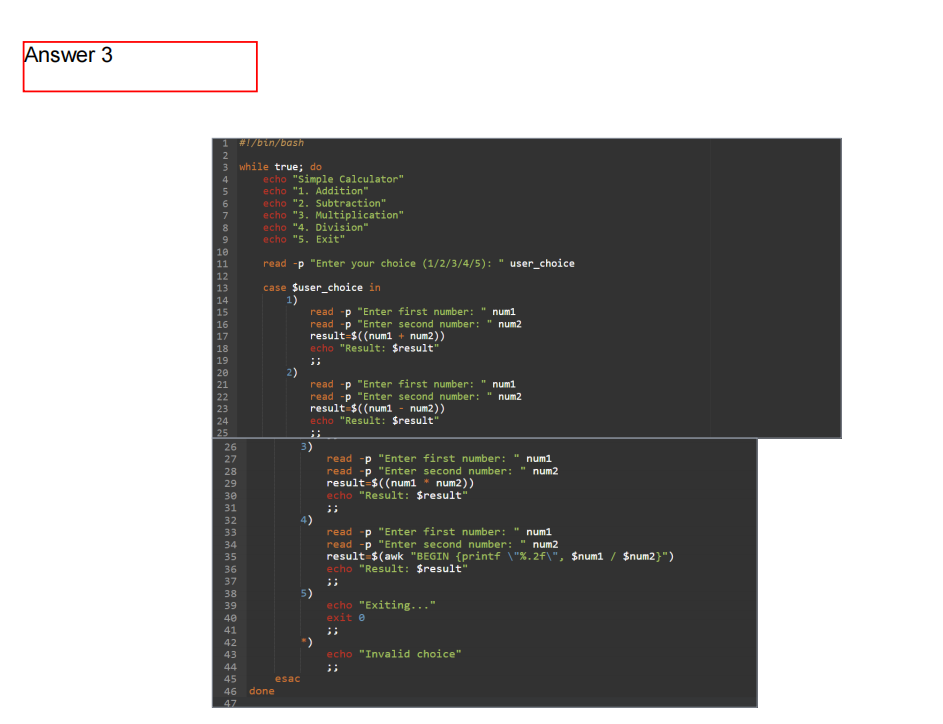 Answer 3
1 #!/bin/bash
2
3 while true; do
4     echo "Simple Calculator"
5     echo "1. Addition"
6     echo "2. Subtraction"
7     echo "3. Multiplication"
8     echo "4. Division"
9     echo "5. Exit"
10
11     read -p "Enter your choice (1/2/3/4/5): " user_choice
12
13     case $user_choice in
14         1)
15             read -p "Enter first number: " num1
16             read -p "Enter second number: " num2
17             result=$((num1 + num2))
18             echo "Result: $result"
19             ;;
20         2)
21             read -p "Enter first number: " num1
22             read -p "Enter second number: " num2
23             result=$((num1 - num2))
24             echo "Result: $result"
25             ;;
26         3)
27             read -p "Enter first number: " num1
28             read -p "Enter second number: " num2
29             result=$((num1 * num2))
30             echo "Result: $result"
31             ;;
32         4)
33             read -p "Enter first number: " num1
34             read -p "Enter second number: " num2
35             result=$(awk "BEGIN {printf \"%.2f\", $num1 / $num2}")
36             echo "Result: $result"
37             ;;
38         5)
39             echo "Exiting..."
40             exit 0
41             ;;
42         *)
43             echo "Invalid choice"
44             ;;
45     esac
46 done
47